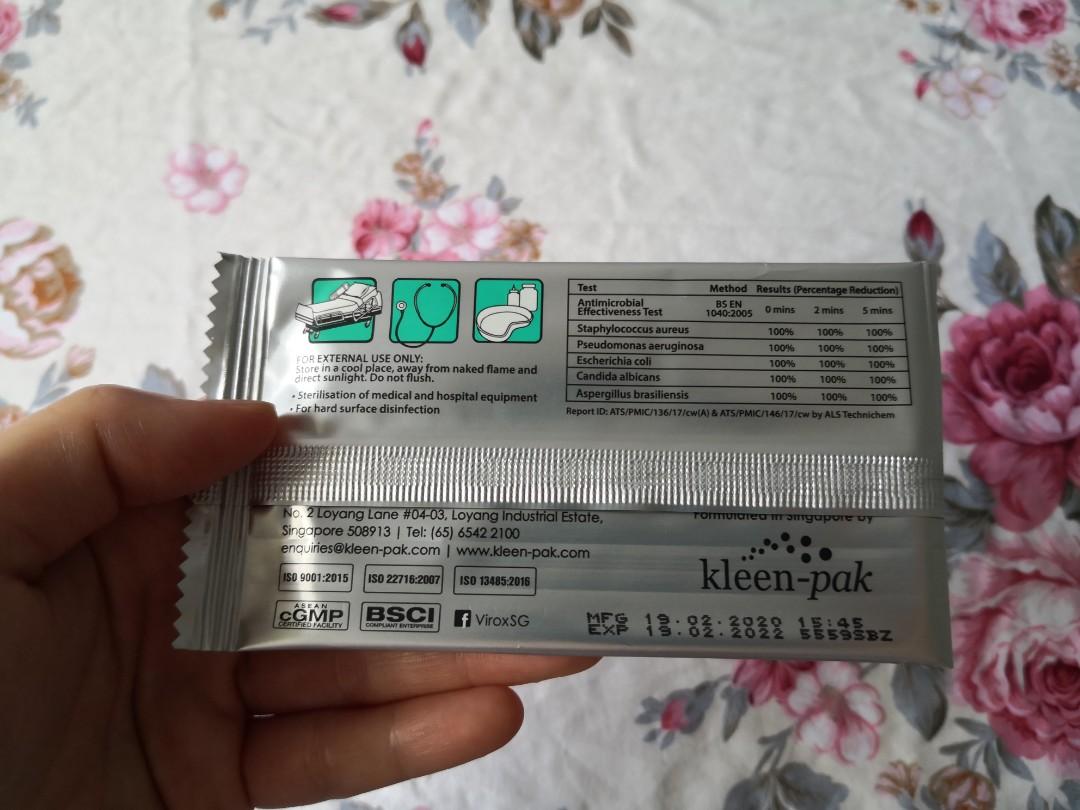 FOR EXTERNAL USE ONLY:
Store in a cool place, away from naked flame and
direct sunlight. Do not flush.
• Sterilisation of medical and hospital equipment
• For hard surface disinfection
Test Method Results (Percentage Reduction)
Antimicrobial
Effectiveness Test
BS EN
1040:2005
0 mins 2 mins 5 mins
Staphylococcus aureus 100% 100% 100%
Pseudomonas aeruginosa 100% 100% 100%
Escherichia coli 100% 100% 100%
Candida albicans 100% 100% 100%
Aspergillus brasiliensis 100% 100% 100%
Report ID: ATS/PMIC/136/17/cw(A) & ATS/PMIC/146/17/cw by ALS Technichem
No. 2 Loyang Lane #04-03, Loyang Industrial Estate,
Singapore 508913 | Tel: (65) 6542 2100
enquiries@kleen-pak.com | www.kleen-pak.com
ISO 9001:2015 ISO 22716:2007 ISO 13485:2016
ASEAN
cGMP
CERTIFIED FACILITY
BSCI
COMPLIANT ENTERPRISE
f ViroxSG
Formulated in Singapore by
kleen-pak
MFG 19.02.2020 15:45
EXP 19.02.2022 5559SBZ